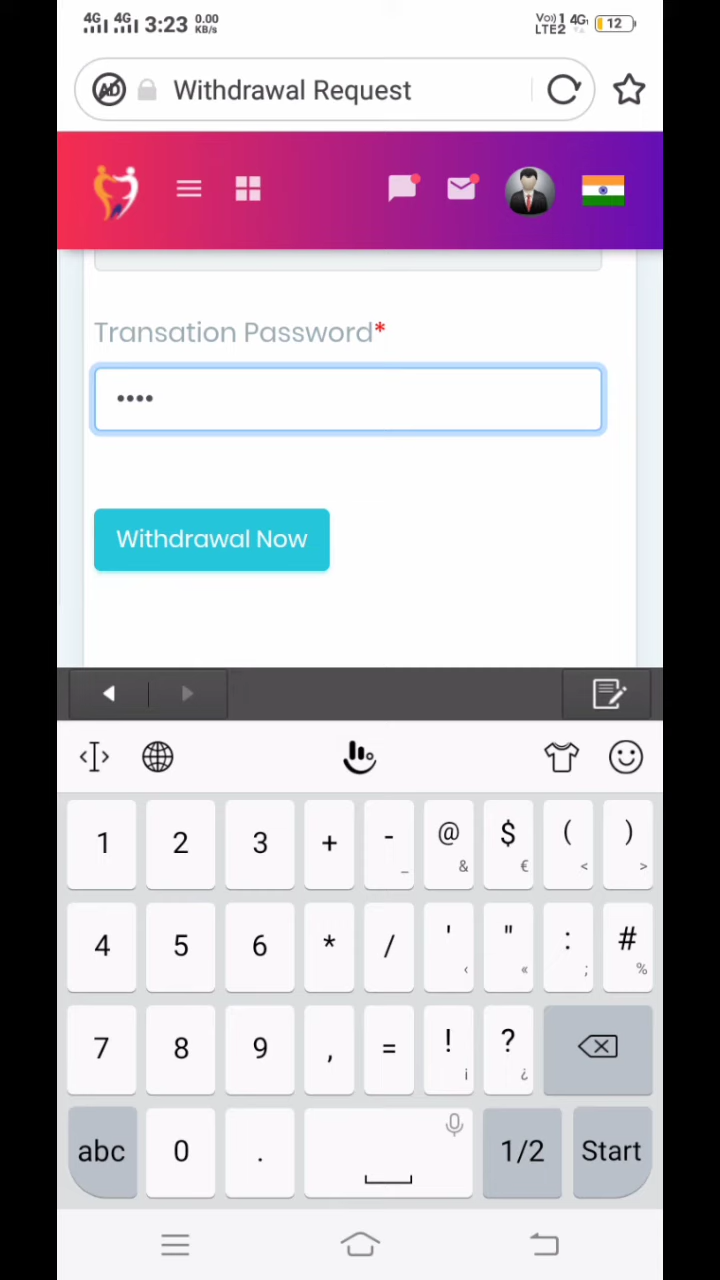 4G 4G 3:23 0.00 KB/s Vo) 1 LTE2 4G 12
AD Withdrawal Request
Transation Password*
••••
Withdrawal Now
1 2 3 + - _ @ & $ € ( < ) >
4 5 6 * / ' ‹ " « : ; # %
7 8 9 , = ! ¡ ? ¿
abc 0 . 1/2 Start